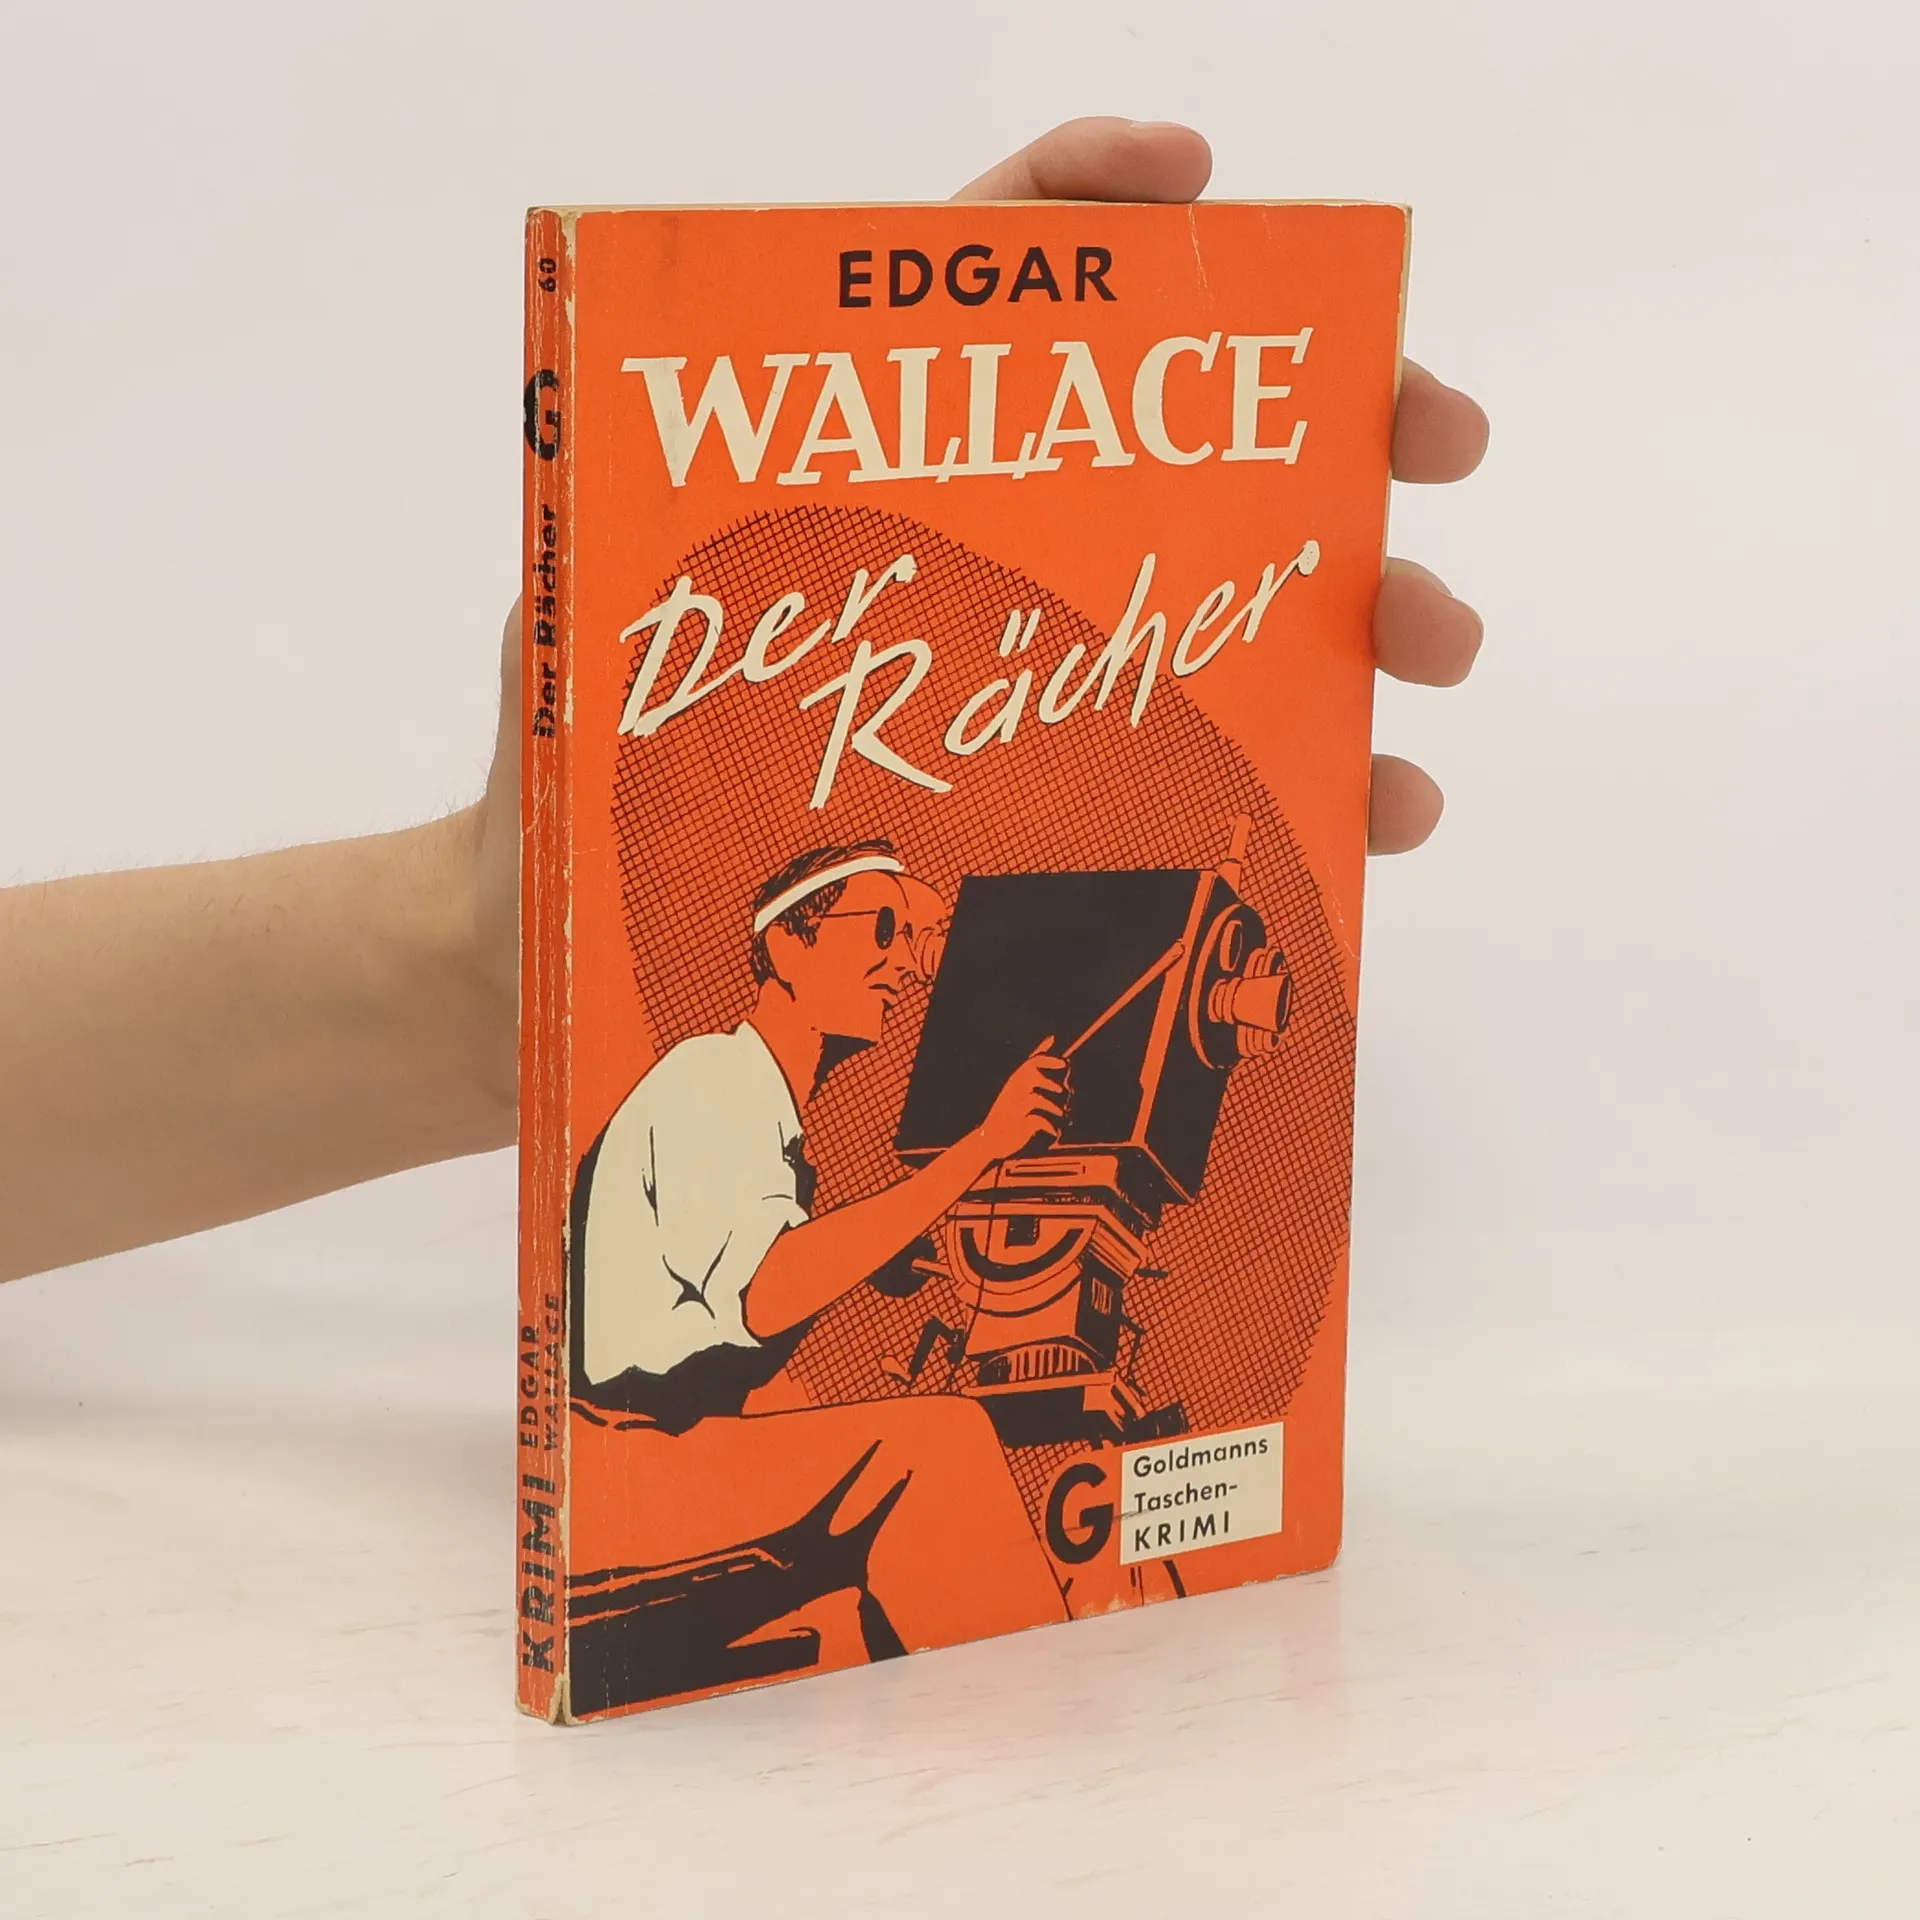 EDGAR
WALLACE
Der
Rächer
G
Goldmanns
Taschen-
KRIMI
60
G
Der Rächer
EDGAR
WALLACE
KRIMI